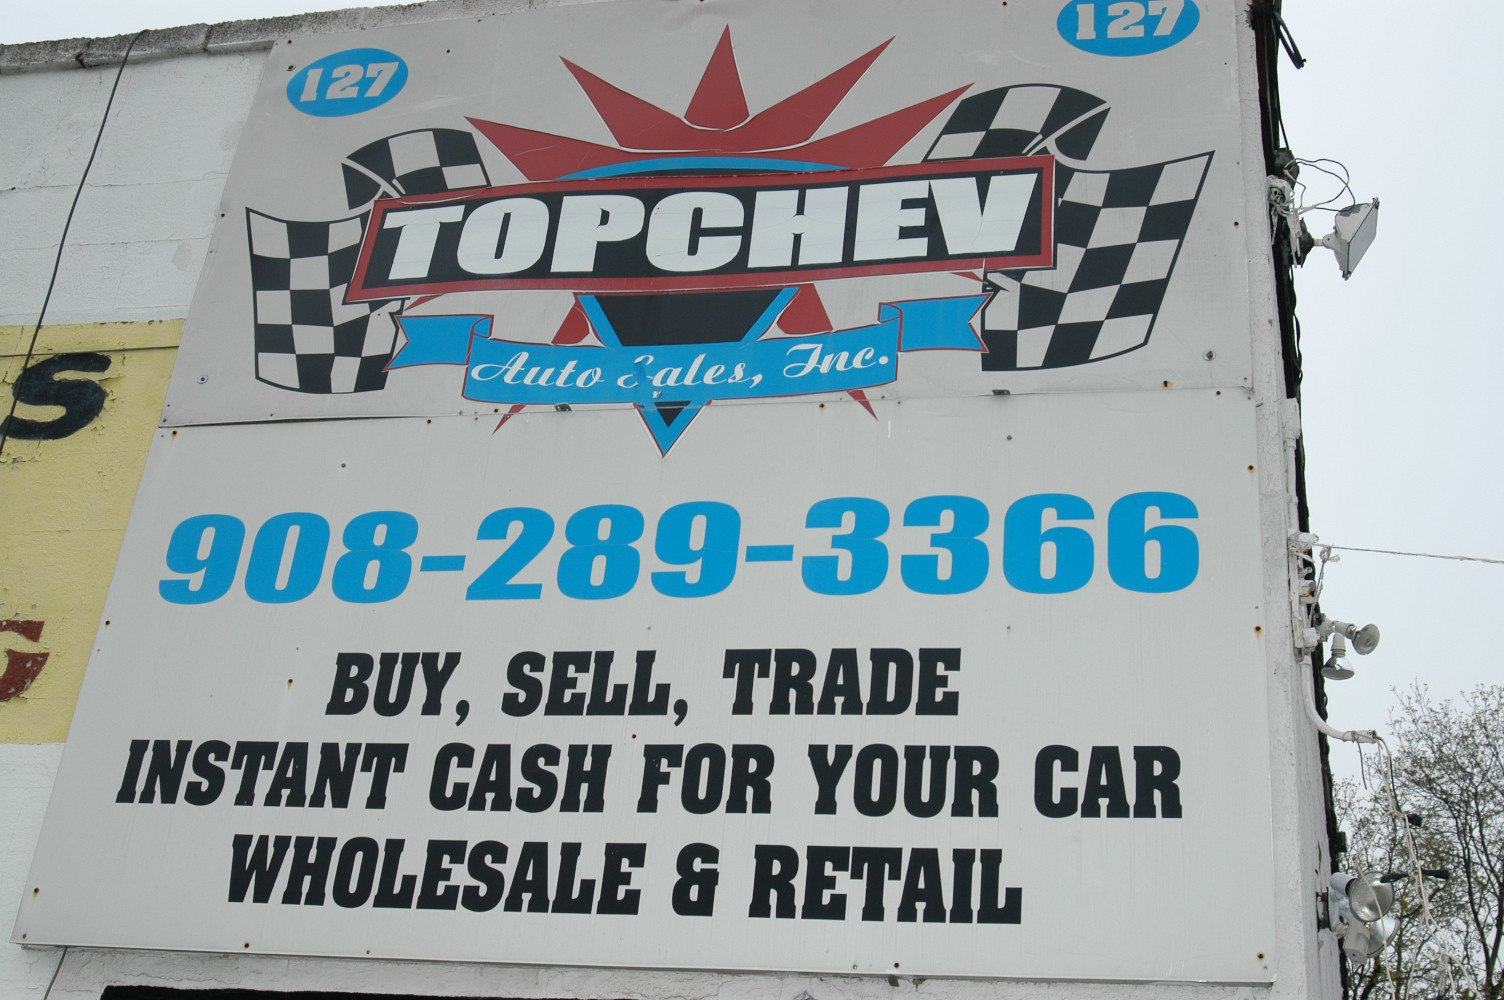 127
127
TOPCHEV
Auto Sales, Inc.
908-289-3366
BUY, SELL, TRADE
INSTANT CASH FOR YOUR CAR
WHOLESALE & RETAIL
S
G